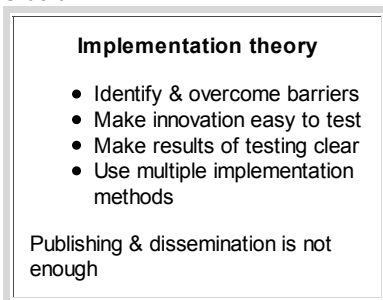 Implementation theory
• Identify & overcome barriers
• Make innovation easy to test
• Make results of testing clear
• Use multiple implementation
methods
Publishing & dissemination is not
enough